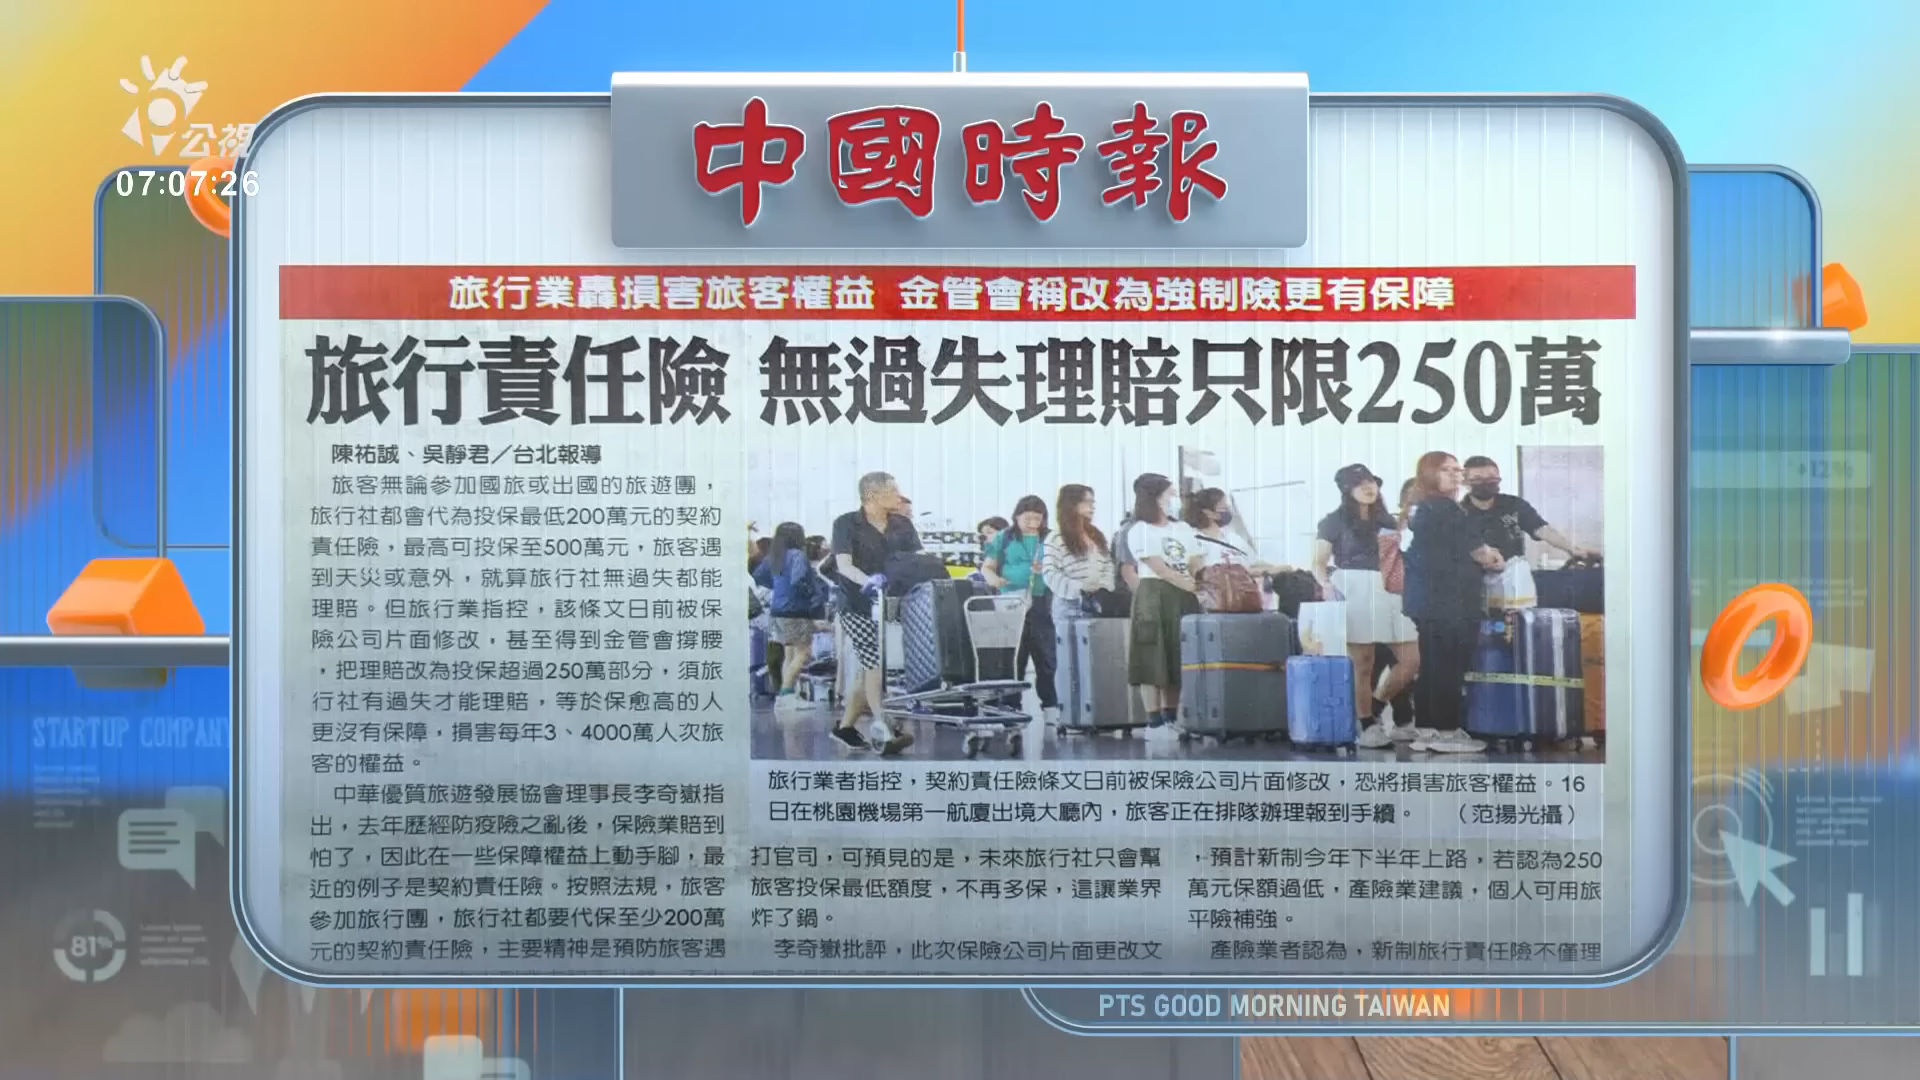 公視
07:07:26
中國時報
旅行業轟損害旅客權益 金管會稱改為強制險更有保障
旅行責任險 無過失理賠只限250萬
陳祐誠、吳靜君／台北報導
旅客無論參加國旅或出國的旅遊團，
旅行社都會代為投保最低200萬元的契約
責任險，最高可投保至500萬元，旅客遇
到天災或意外，就算旅行社無過失都能
理賠。但旅行業指控，該條文日前被保
險公司片面修改，甚至得到金管會撐腰
，把理賠改為投保超過250萬部分，須旅
行社有過失才能理賠，等於保愈高的人
更沒有保障，損害每年3、4000萬人次旅
客的權益。
中華優質旅遊發展協會理事長李奇嶽指
出，去年歷經防疫險之亂後，保險業賠到
怕了，因此在一些保障權益上動手腳，最
近的例子是契約責任險。按照法規，旅客
參加旅行團，旅行社都要代保至少200萬
元的契約責任險，主要精神是預防旅客遇
旅行業者指控，契約責任險條文日前被保險公司片面修改，恐將損害旅客權益。16
日在桃園機場第一航廈出境大廳內，旅客正在排隊辦理報到手續。 （范揚光攝）
打官司，可預見的是，未來旅行社只會幫
旅客投保最低額度，不再多保，這讓業界
炸了鍋。
李奇嶽批評，此次保險公司片面更改文
，預計新制今年下半年上路，若認為250
萬元保額過低，產險業建議，個人可用旅
平險補強。
產險業者認為，新制旅行責任險不僅理
+12%
STARTUP COMPANY
81%
PTS GOOD MORNING TAIWAN